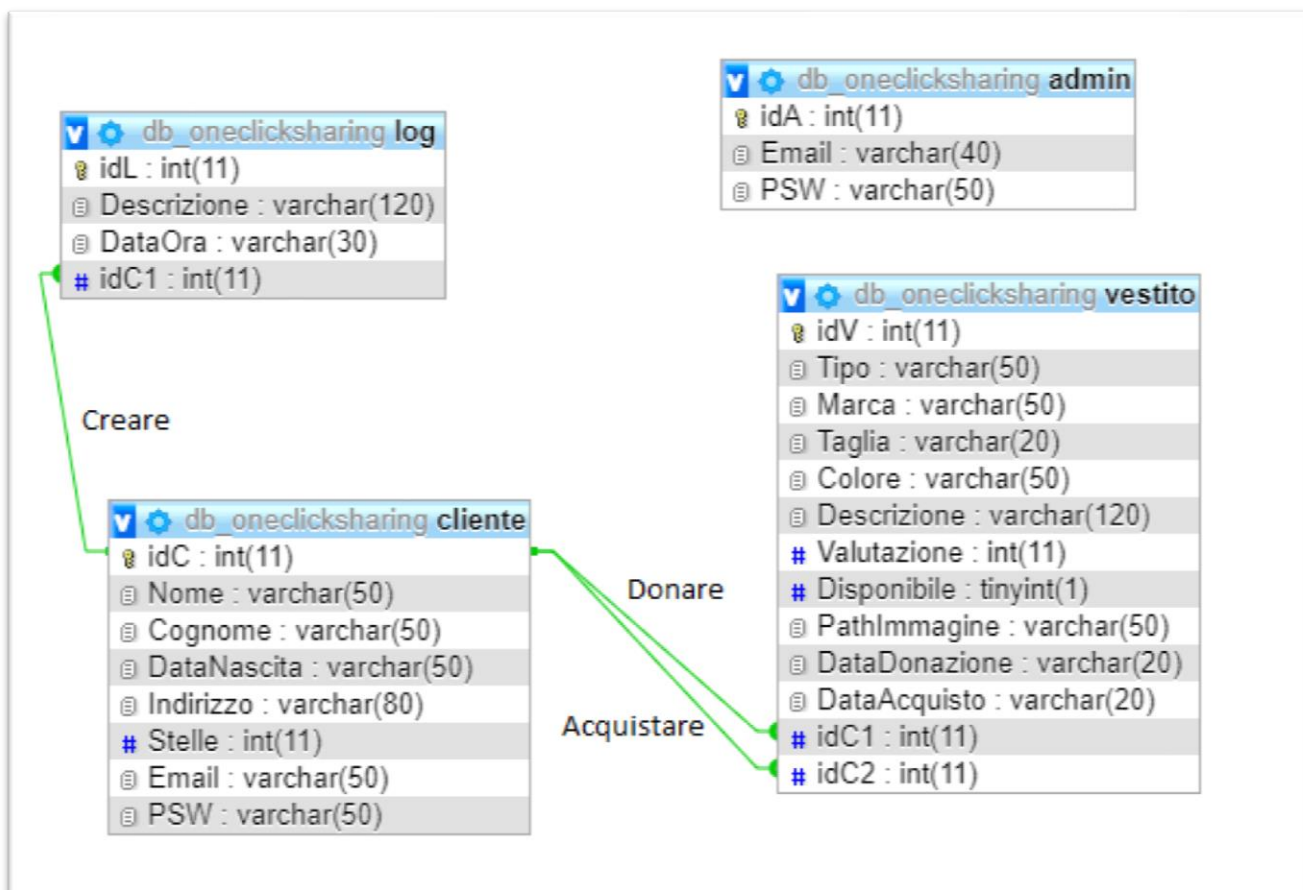 db_oneclicksharing admin
idA : int(11)
Email : varchar(40)
PSW : varchar(50)
db_oneclicksharing log
idL : int(11)
Descrizione : varchar(120)
DataOra : varchar(30)
# idC1 : int(11)
Creare
db_oneclicksharing cliente
idC : int(11)
Nome : varchar(50)
Cognome : varchar(50)
DataNascita : varchar(50)
Indirizzo : varchar(80)
# Stelle : int(11)
Email : varchar(50)
PSW : varchar(50)
Donare
Acquistare
db_oneclicksharing vestito
idV : int(11)
Tipo : varchar(50)
Marca : varchar(50)
Taglia : varchar(20)
Colore : varchar(50)
Descrizione : varchar(120)
# Valutazione : int(11)
# Disponibile : tinyint(1)
PathImmagine : varchar(50)
DataDonazione : varchar(20)
DataAcquisto : varchar(20)
# idC1 : int(11)
# idC2 : int(11)